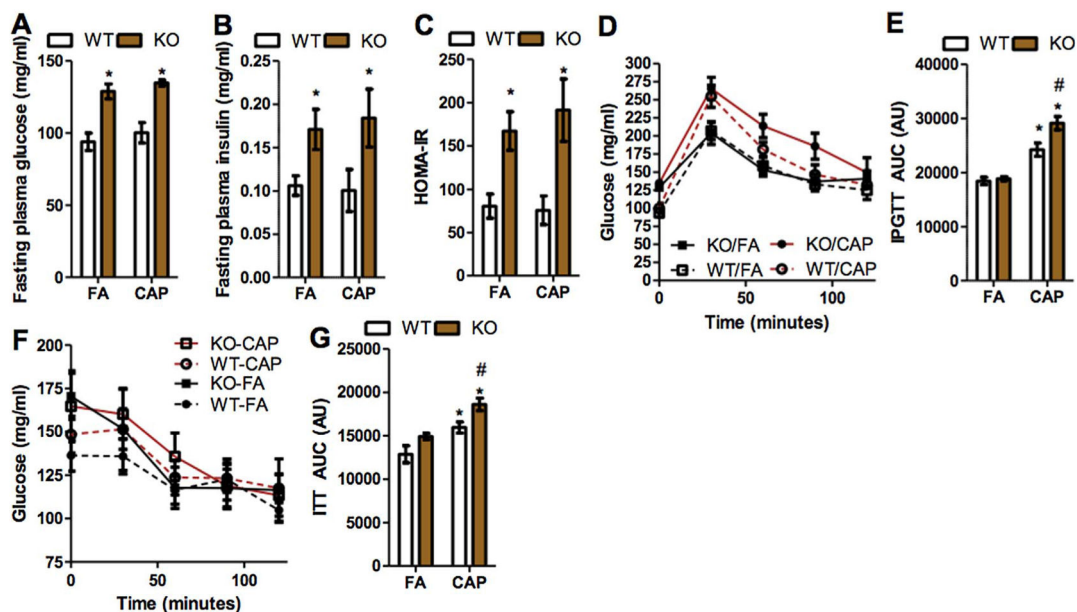 A
WT KO
Fasting plasma glucose (mg/ml)
150
100
50
0
* *
FA CAP
B
WT KO
Fasting plasma insulin (mg/ml)
0.25
0.20
0.15
0.10
0.05
0.00
* *
FA CAP
C
WT KO
HOMA-IR
250
200
150
100
50
0
* *
FA CAP
D
Glucose (mg/ml)
300
275
250
225
200
175
150
125
100
75
50
25
0
KO/FA KO/CAP
WT/FA WT/CAP
0 50 100
Time (minutes)
E
WT KO
IPGTT AUC (AU)
40000
30000
20000
10000
0
#
* *
FA CAP
F
Glucose (mg/ml)
200
175
150
125
100
75
KO-CAP
WT-CAP
KO-FA
WT-FA
0 50 100
Time (minutes)
G
WT KO
ITT AUC (AU)
25000
20000
15000
10000
5000
0
#
* *
FA CAP